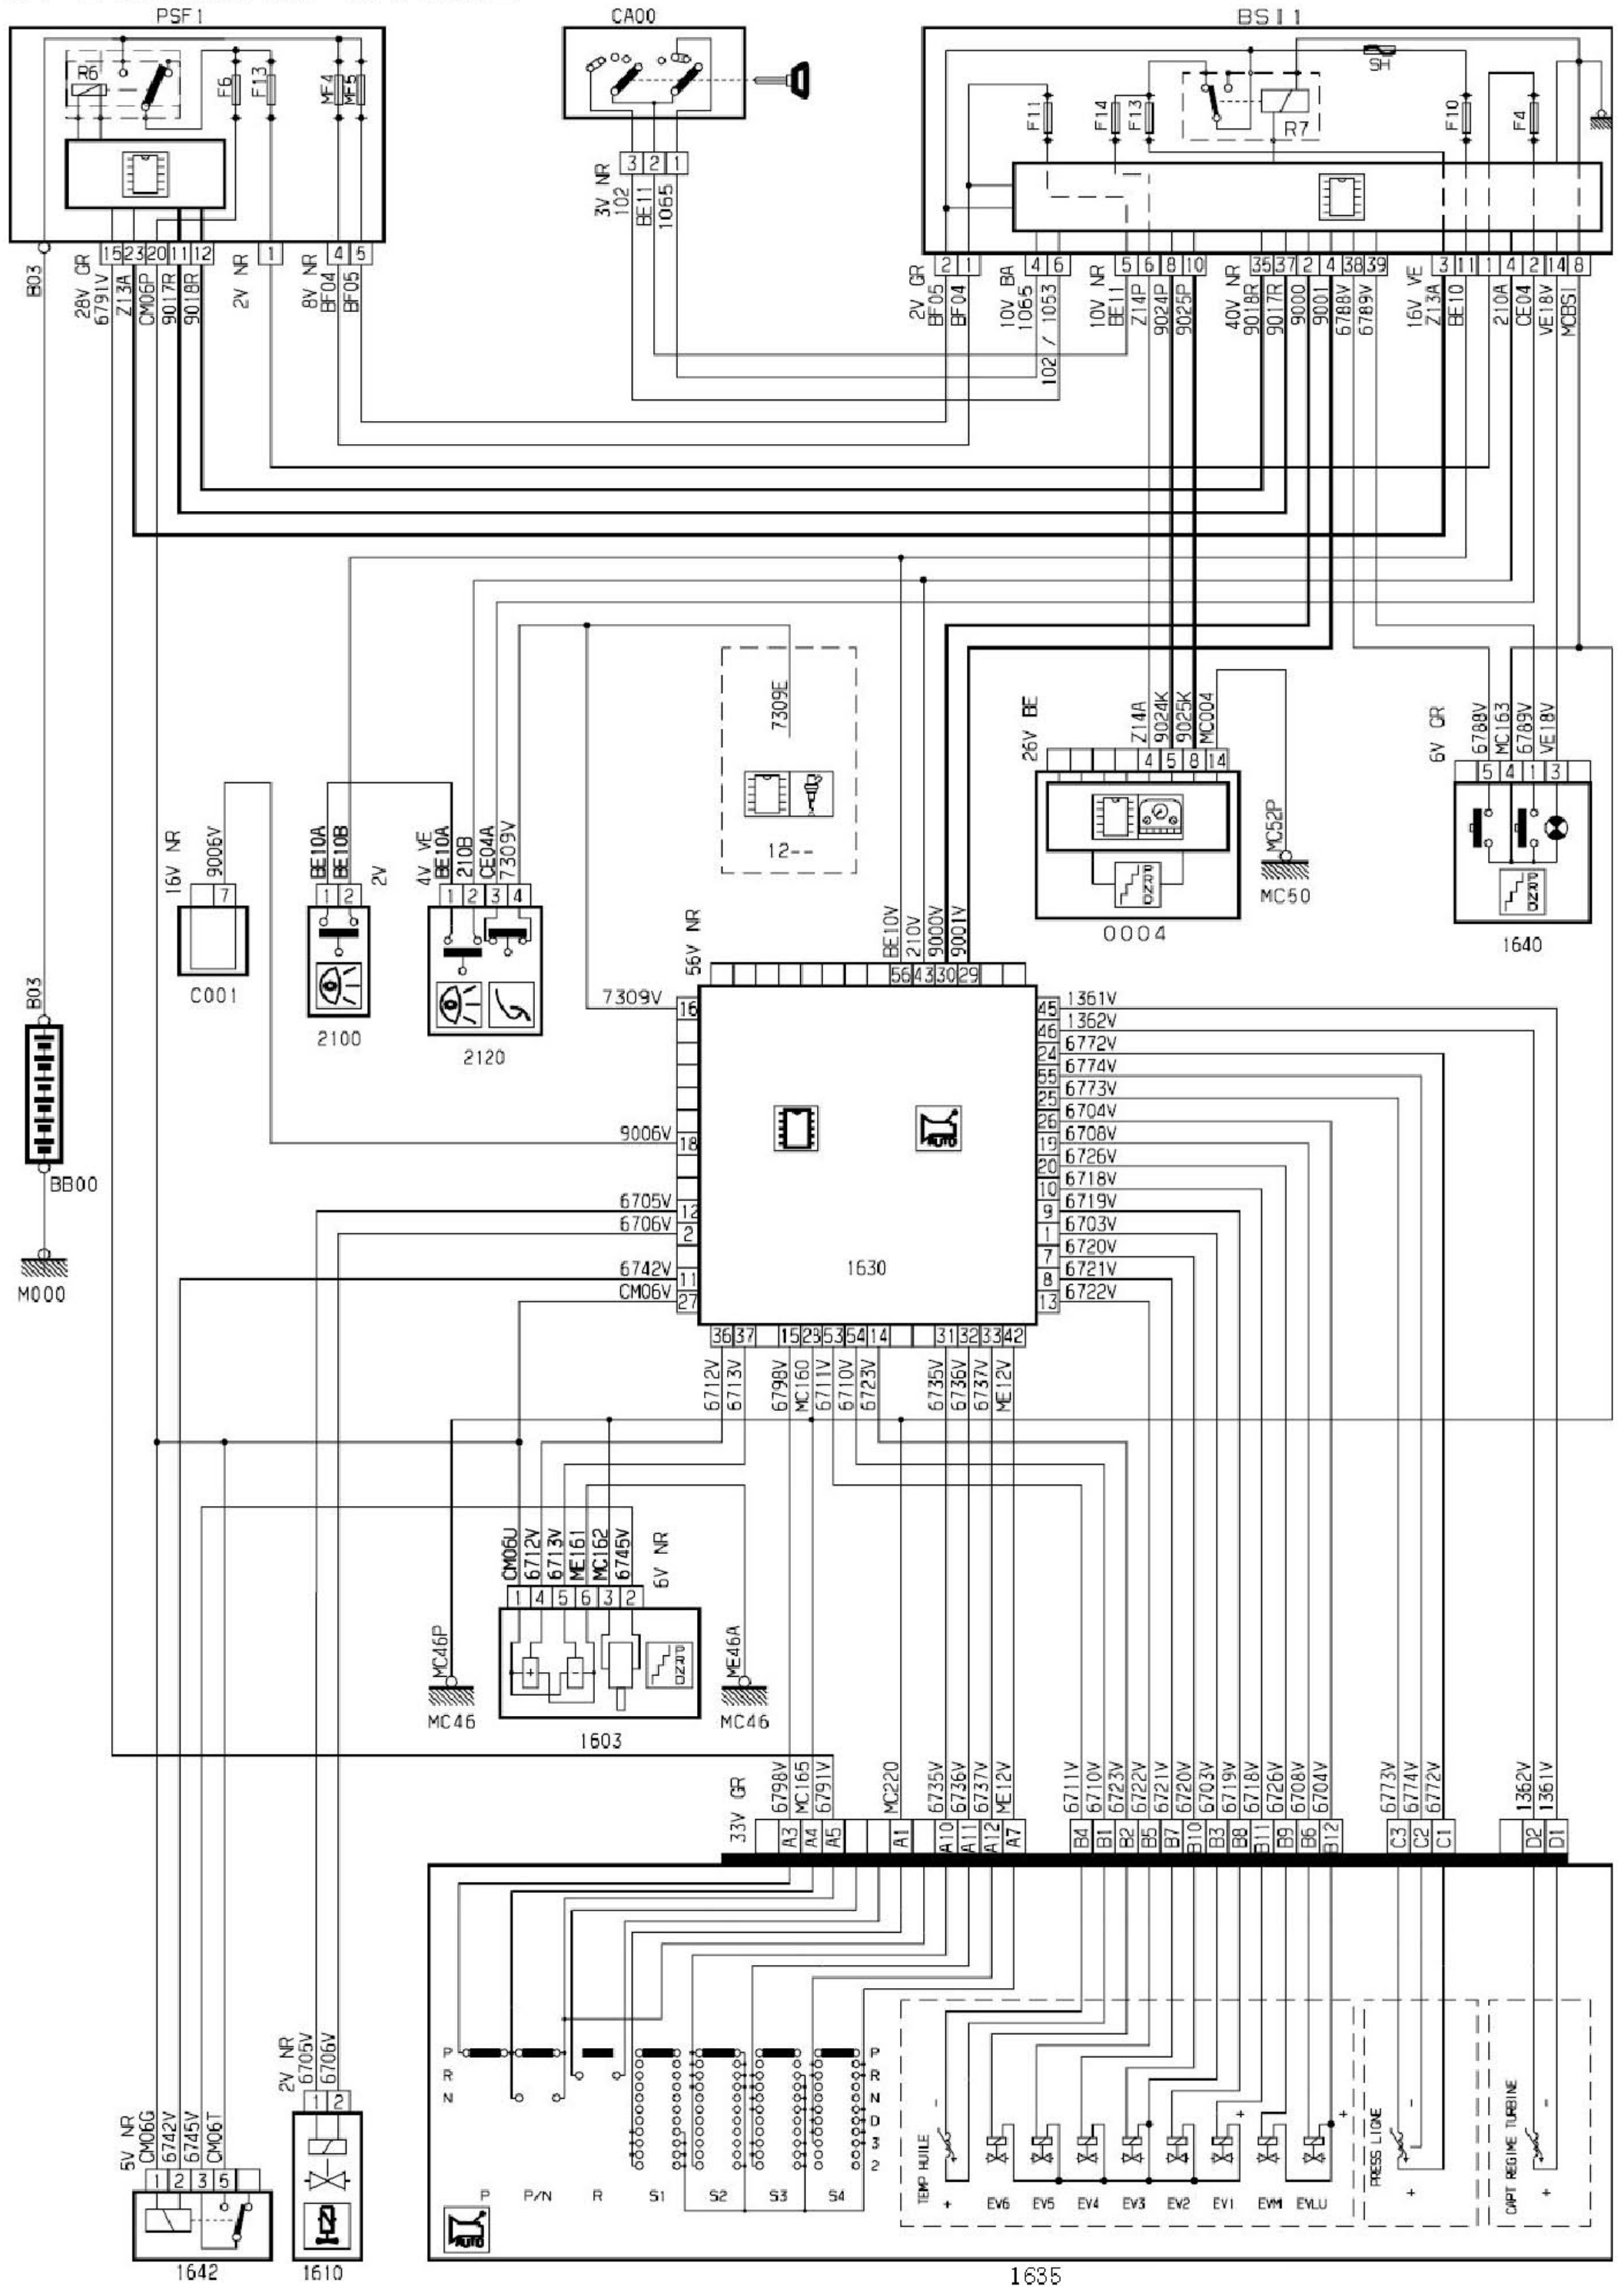 PSF1
CA00
BSI1
R6
F6
F13
MF4
MF5
SH
F11
F14
F13
R7
F10
F4
3 2 1
3V NR
102
BE11
1065
B03
15 23 20 11 12
1
4 5
28V GR
6791V
Z13A
CM06P
9017R
9018R
2V NR
8V NR
BF04
BF05
2 1
4 6
5 6 8 10
35 37 2 4 38 39
3 11 1 4 2 14 8
2V GR
BF05
BF04
10V BA
1065
102 / 1053
10V NR
BE11
Z14P
9024P
9025P
40V NR
9018R
9017R
9000
9001
6788V
6789V
16V VE
Z13A
BE10
210A
CE04
VE18V
MCBSI
7309E
12--
26V BE
Z14A
9024K
9025K
MC004
4 5 8 14
PRND
0004
MC52P
MC50
6V GR
6788V
MC163
6789V
VE18V
5 4 1 3
PRND
1640
16V NR
9006V
7
C001
BE10A
BE10B
2V
1 2
2100
4V VE
BE10A
210B
CE04A
7309V
1 2 3 4
2120
56V NR
BE10V
210V
9000V
9001V
56 43 30 29
B03
BB00
M000
7309V 16
9006V 18
6705V 12
6706V 2
6742V 11
CM06V 27
AUTO
1630
45 1361V
46 1362V
24 6772V
55 6774V
25 6773V
26 6704V
19 6708V
20 6726V
10 6718V
9 6719V
1 6703V
7 6720V
8 6721V
13 6722V
36 37 15 28 53 54 14 31 32 33 42
6712V
6713V
6798V
MC160
6711V
6710V
6723V
6735V
6736V
6737V
ME12V
CM06U
6712V
6713V
ME161
MC162
6745V
6V NR
1 4 5 6 3 2
+ -
PRND
1603
MC46P
MC46
ME46A
MC46
33V GR
6798V
MC165
6791V
MC220
6735V
6736V
6737V
ME12V
6711V
6710V
6723V
6722V
6721V
6720V
6703V
6719V
6718V
6726V
6708V
6704V
6773V
6774V
6772V
1362V
1361V
A3 A4 A5 A1 A10 A11 A12 A7
B4 B1 B2 B5 B7 B10 B3 B8 B11 B9 B6 B12
C3 C2 C1
D2 D1
P
R
N
P
R
N
D
3
2
P P/N R S1 S2 S3 S4
TEMP HUILE
- +
EV6 EV5 EV4 EV3 EV2 EV1 EVM EVLU
+ +
PRESS LIGNE
- +
CAPT REGIME TURBINE
- +
AUTO
1635
5V NR
CM06G
6742V
6745V
CM06T
1 2 3 5
1642
2V NR
6705V
6706V
1 2
1610